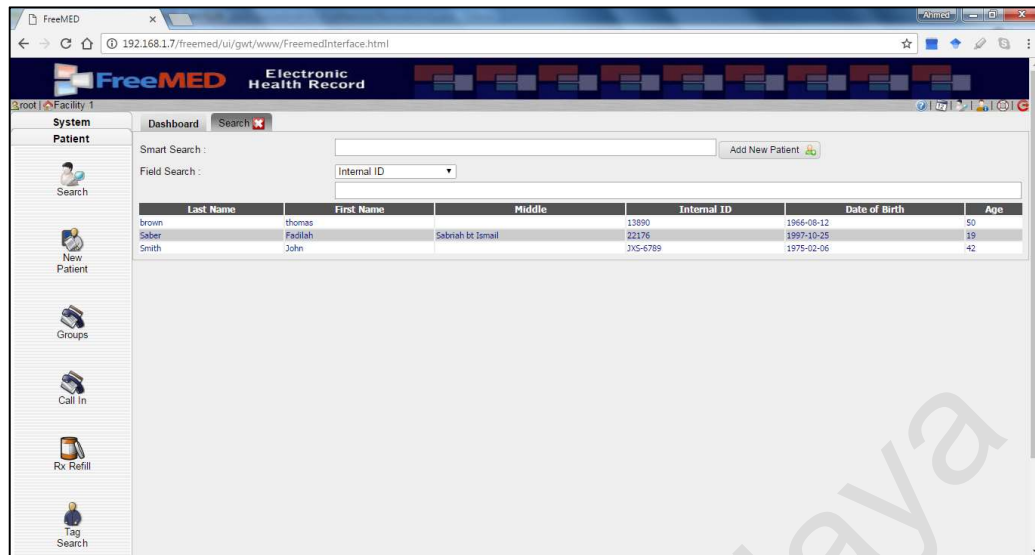 FreeMED
Ahmed
192.168.1.7/freemed/ui/gwt/www/FreemedInterface.html
FreeMED Electronic Health Record
root | Facility 1
System
Patient
Search
New Patient
Groups
Call In
Rx Refill
Tag Search
Dashboard Search
Smart Search : Add New Patient
Field Search : Internal ID
Last Name First Name Middle Internal ID Date of Birth Age
brown thomas 13890 1966-08-12 50
Saber Fadilah Sabriah bt Ismail 22176 1997-10-25 19
Smith John JXS-6789 1975-02-06 42